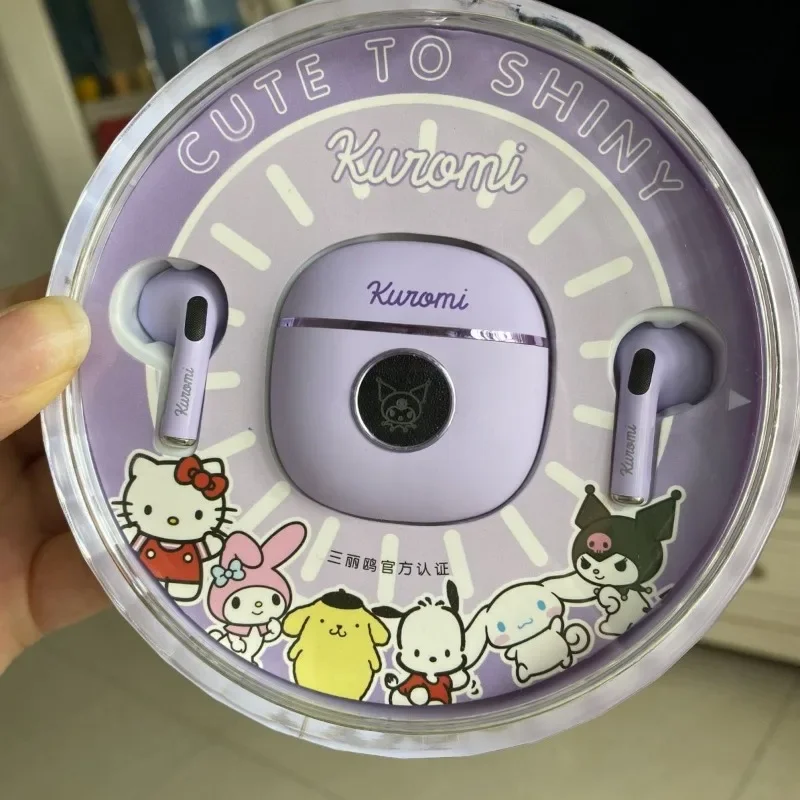 CUTE TO SHINY
Kuromi
Kuromi
Kuromi
Kuromi
三丽鸥官方认证